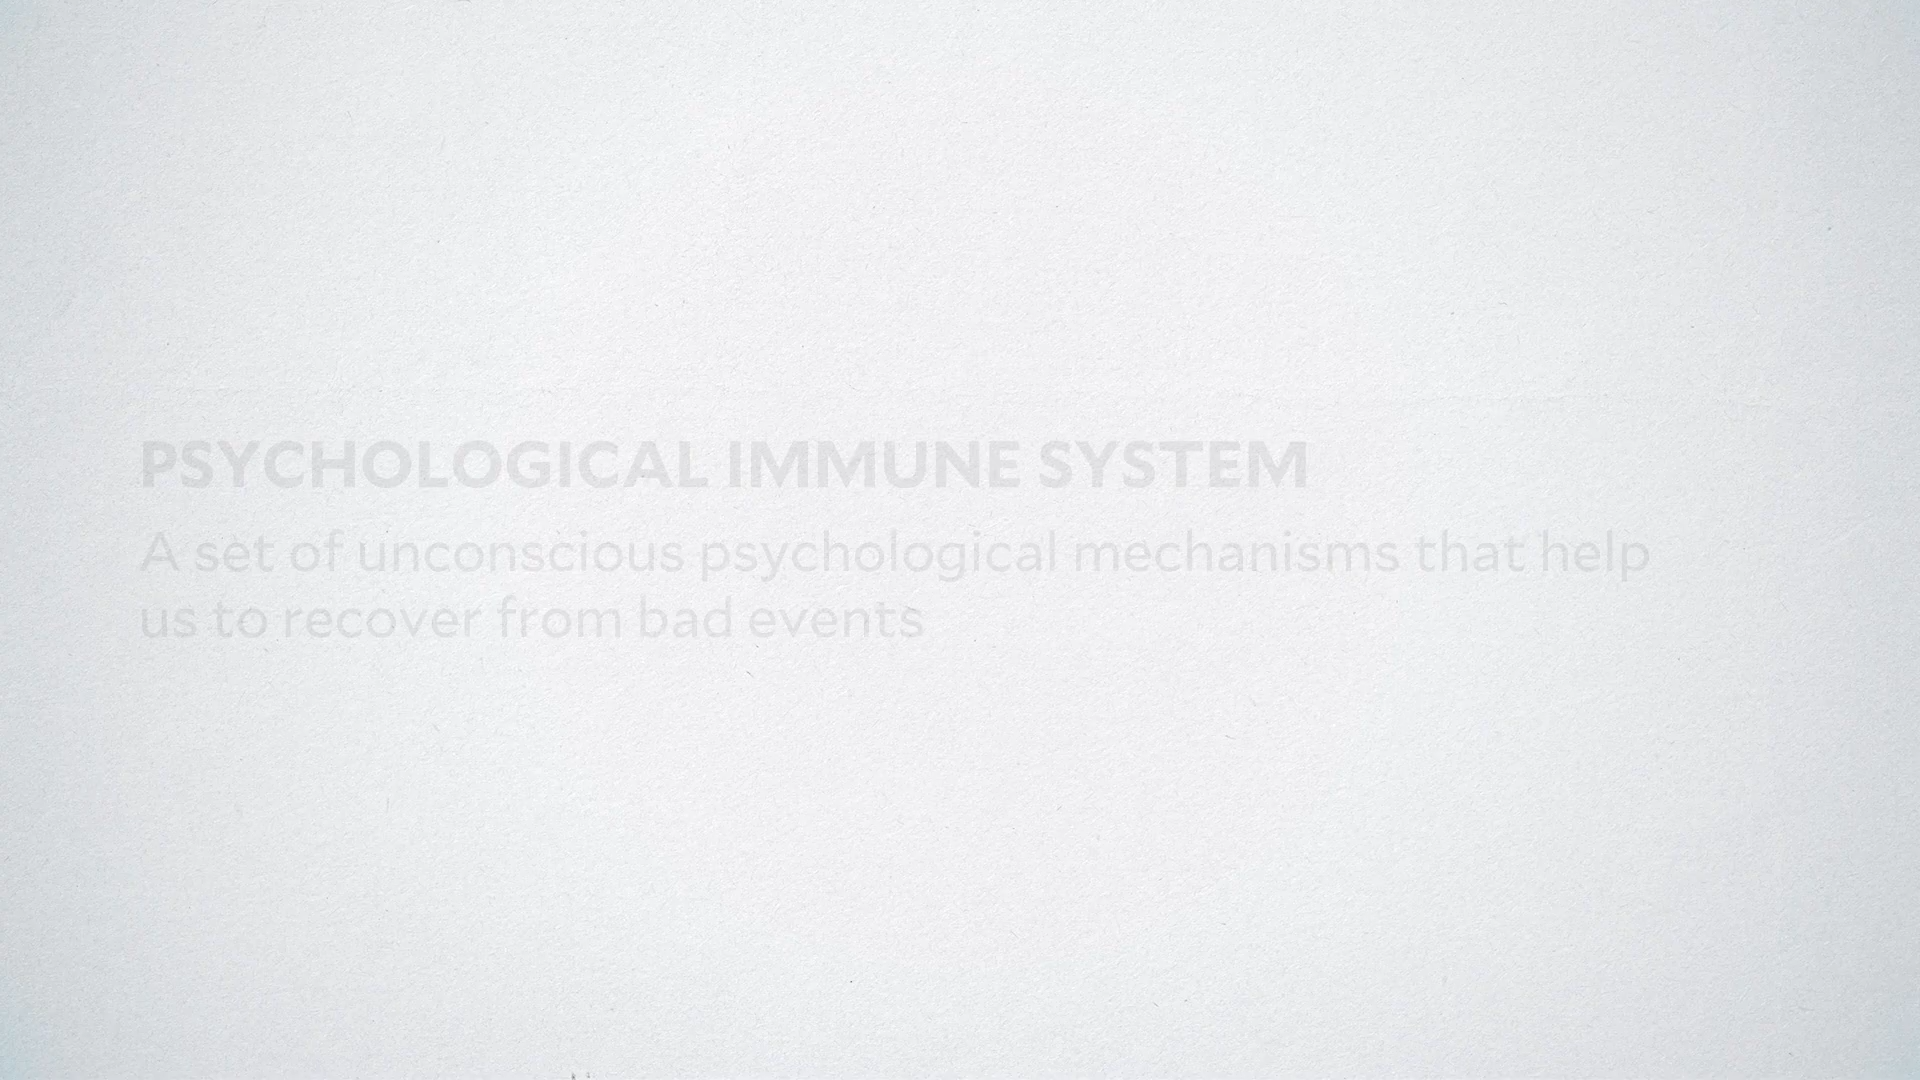 PSYCHOLOGICAL IMMUNE SYSTEM
A set of unconscious psychological mechanisms that help
us to recover from bad events